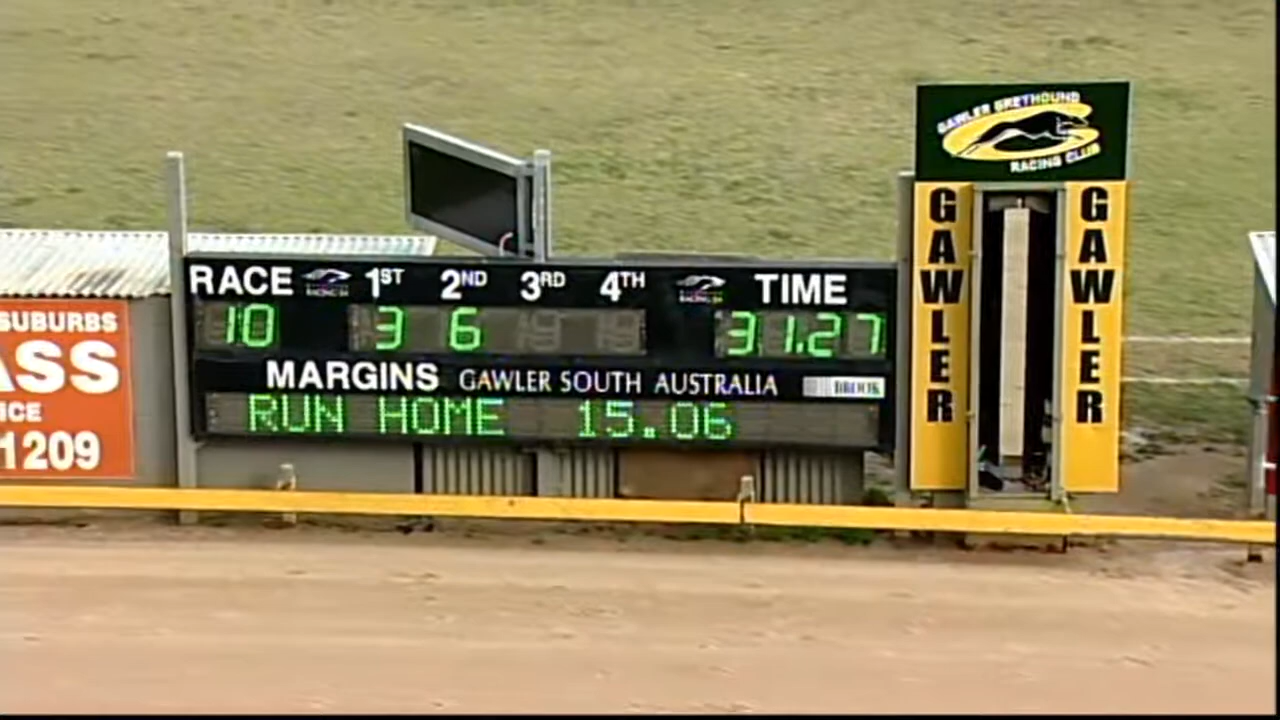 GAWLER GREYHOUND
RACING CLUB
GAWLER
GAWLER
RACE 1ST 2ND 3RD 4TH TIME
10 3 6 31.27
MARGINS GAWLER SOUTH AUSTRALIA BROOK
RUN HOME 15.06
SUBURBS
ASS
ICE
1209